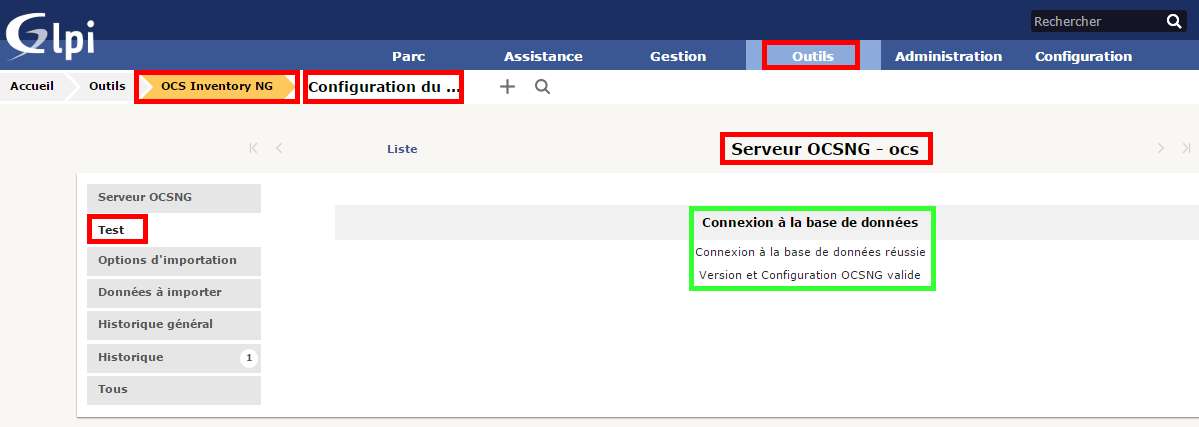 Glpi
Rechercher
Parc Assistance Gestion Outils Administration Configuration
Accueil Outils OCS Inventory NG Configuration du ...
Liste Serveur OCSNG - ocs
Serveur OCSNG
Test
Options d'importation
Données à importer
Historique général
Historique 1
Tous
Connexion à la base de données
Connexion à la base de données réussie
Version et Configuration OCSNG valide